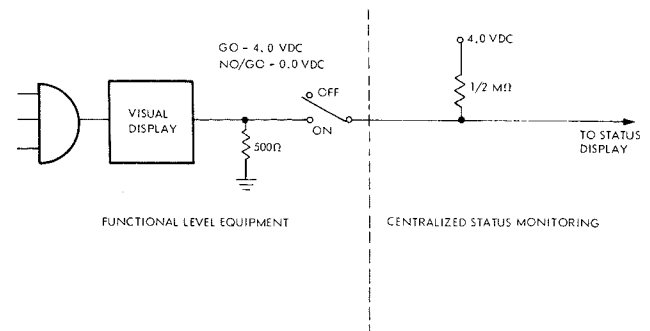 GO - 4.0 VDC
NO/GO - 0.0 VDC
4.0 VDC
OFF
1/2 MΩ
VISUAL
DISPLAY
ON
500Ω
TO STATUS
DISPLAY
FUNCTIONAL LEVEL EQUIPMENT
CENTRALIZED STATUS MONITORING